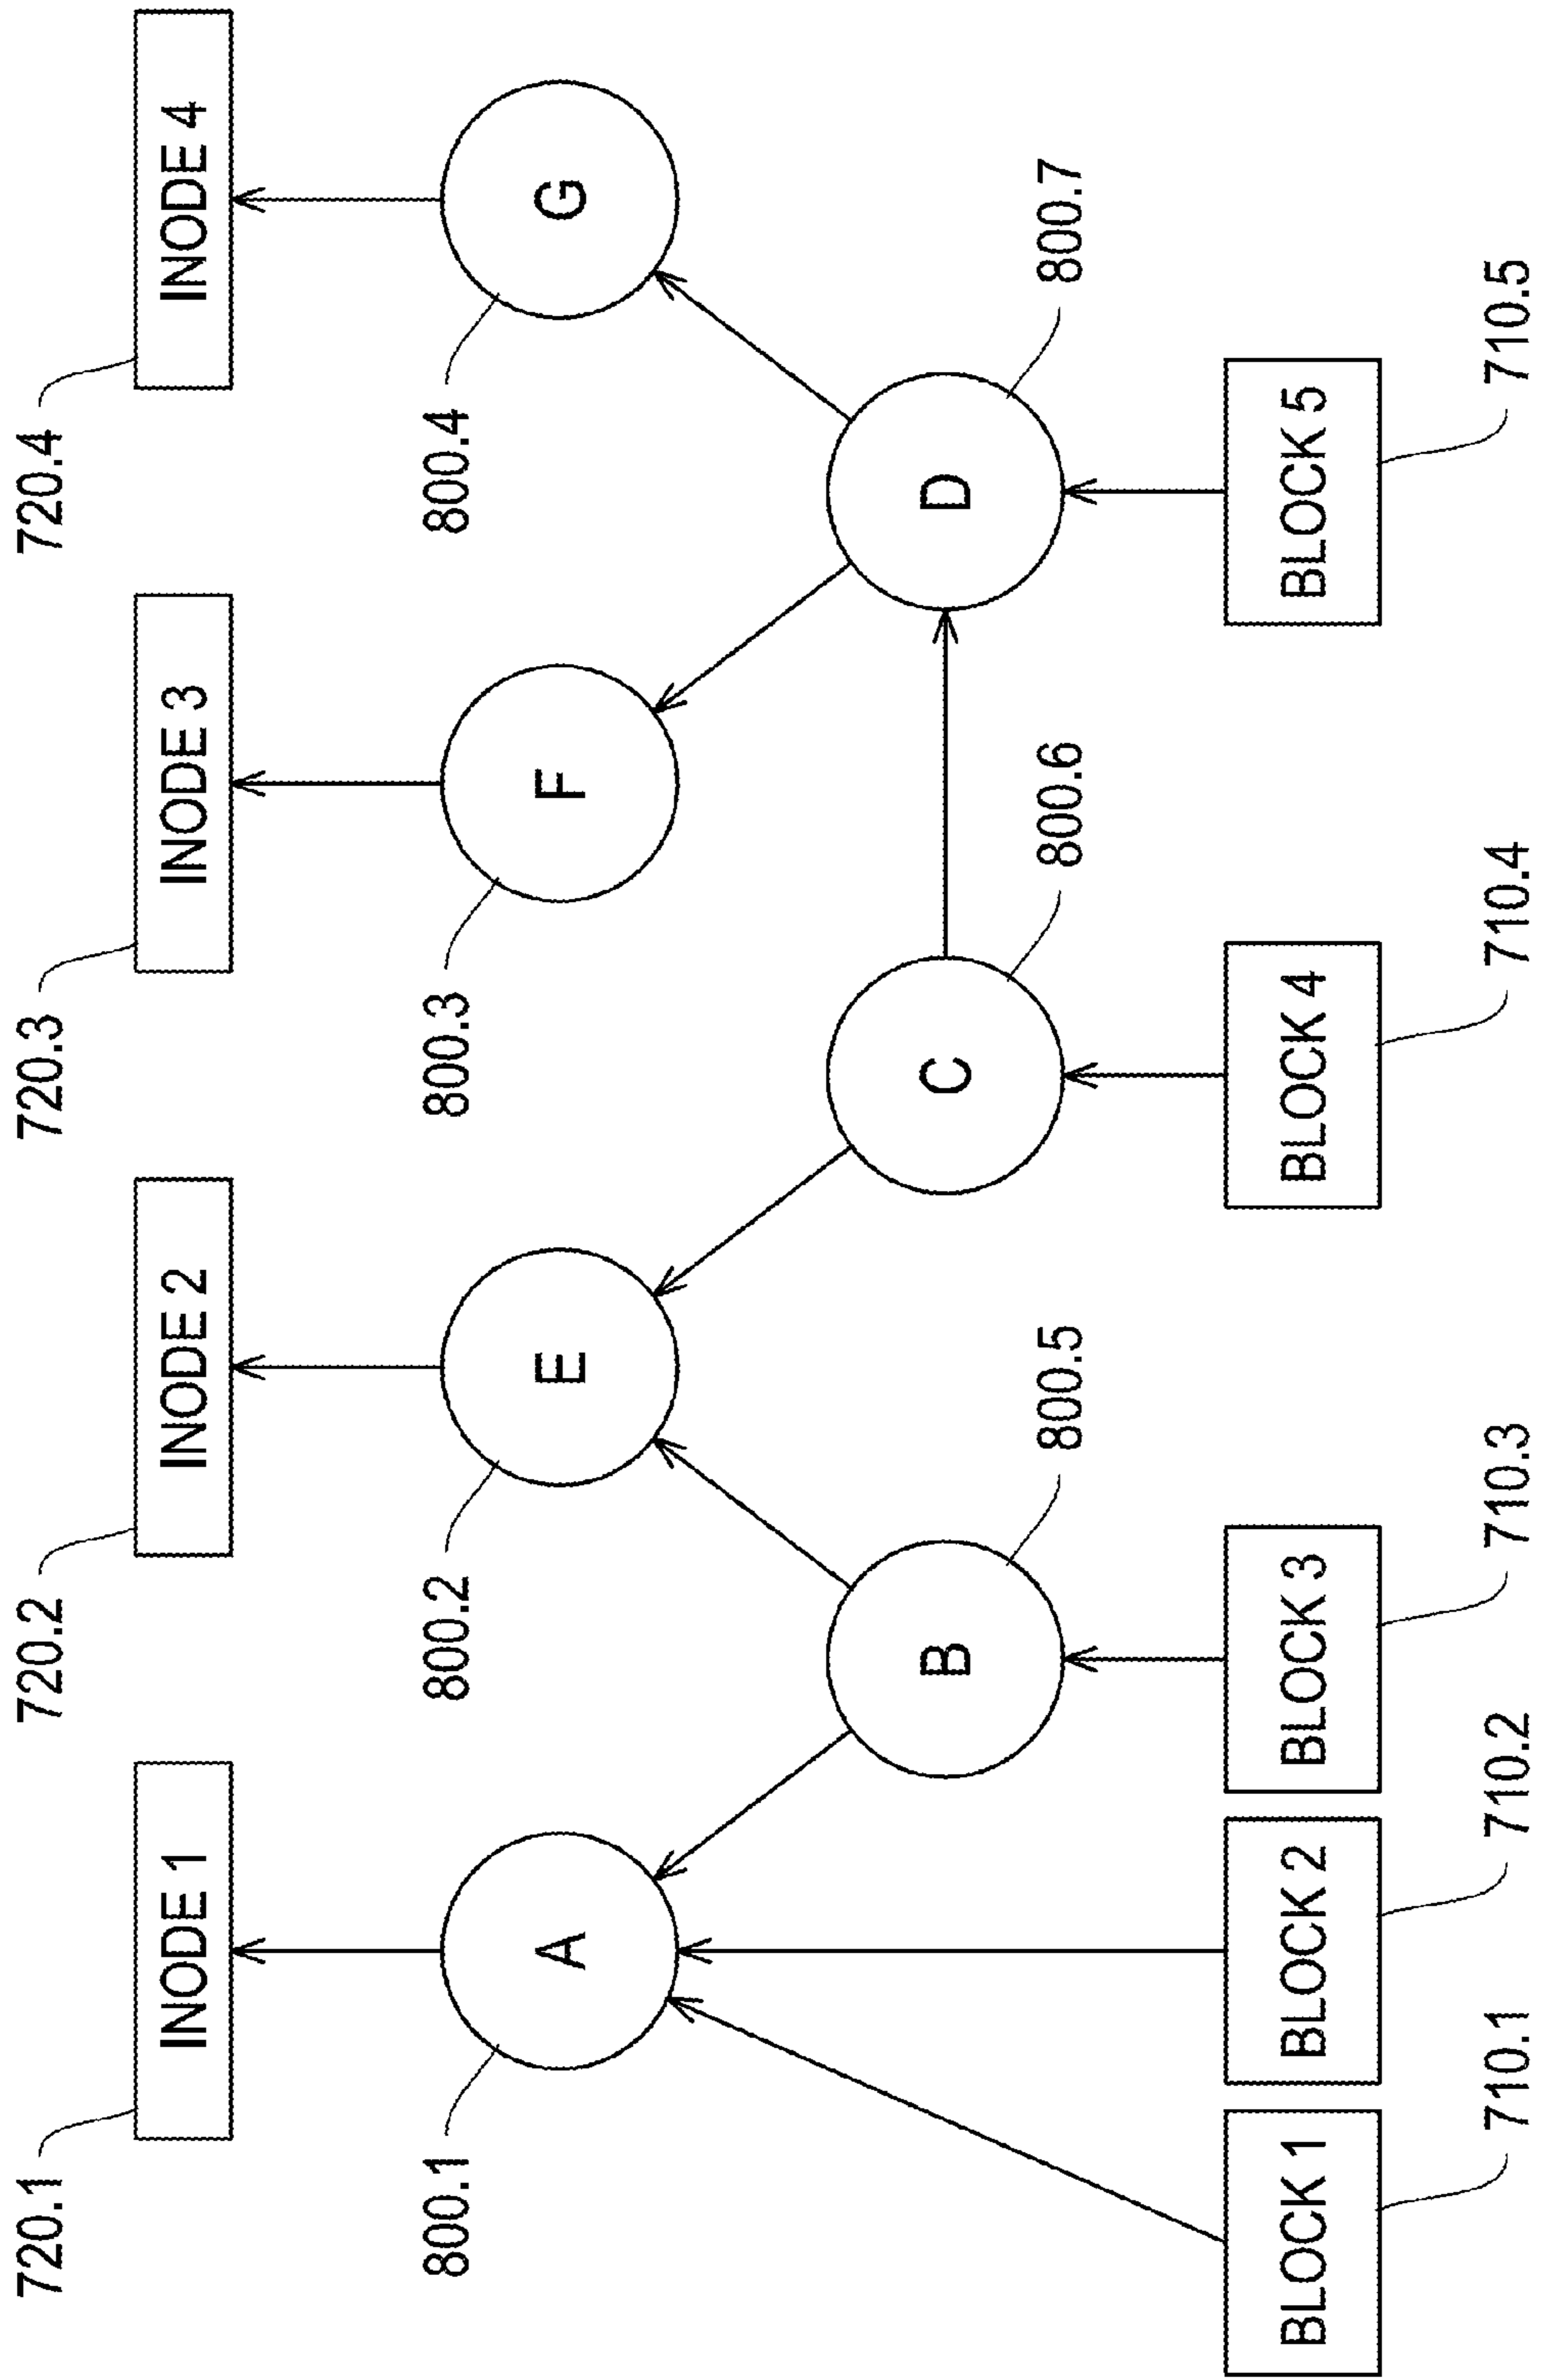 720.1
720.2
720.3
720.4
INODE 1
INODE 2
INODE 3
INODE 4
800.1
800.2
800.3
800.4
A
E
F
G
B
C
D
800.5
800.6
800.7
BLOCK 1
BLOCK 2
BLOCK 3
BLOCK 4
BLOCK 5
710.1
710.2
710.3
710.4
710.5